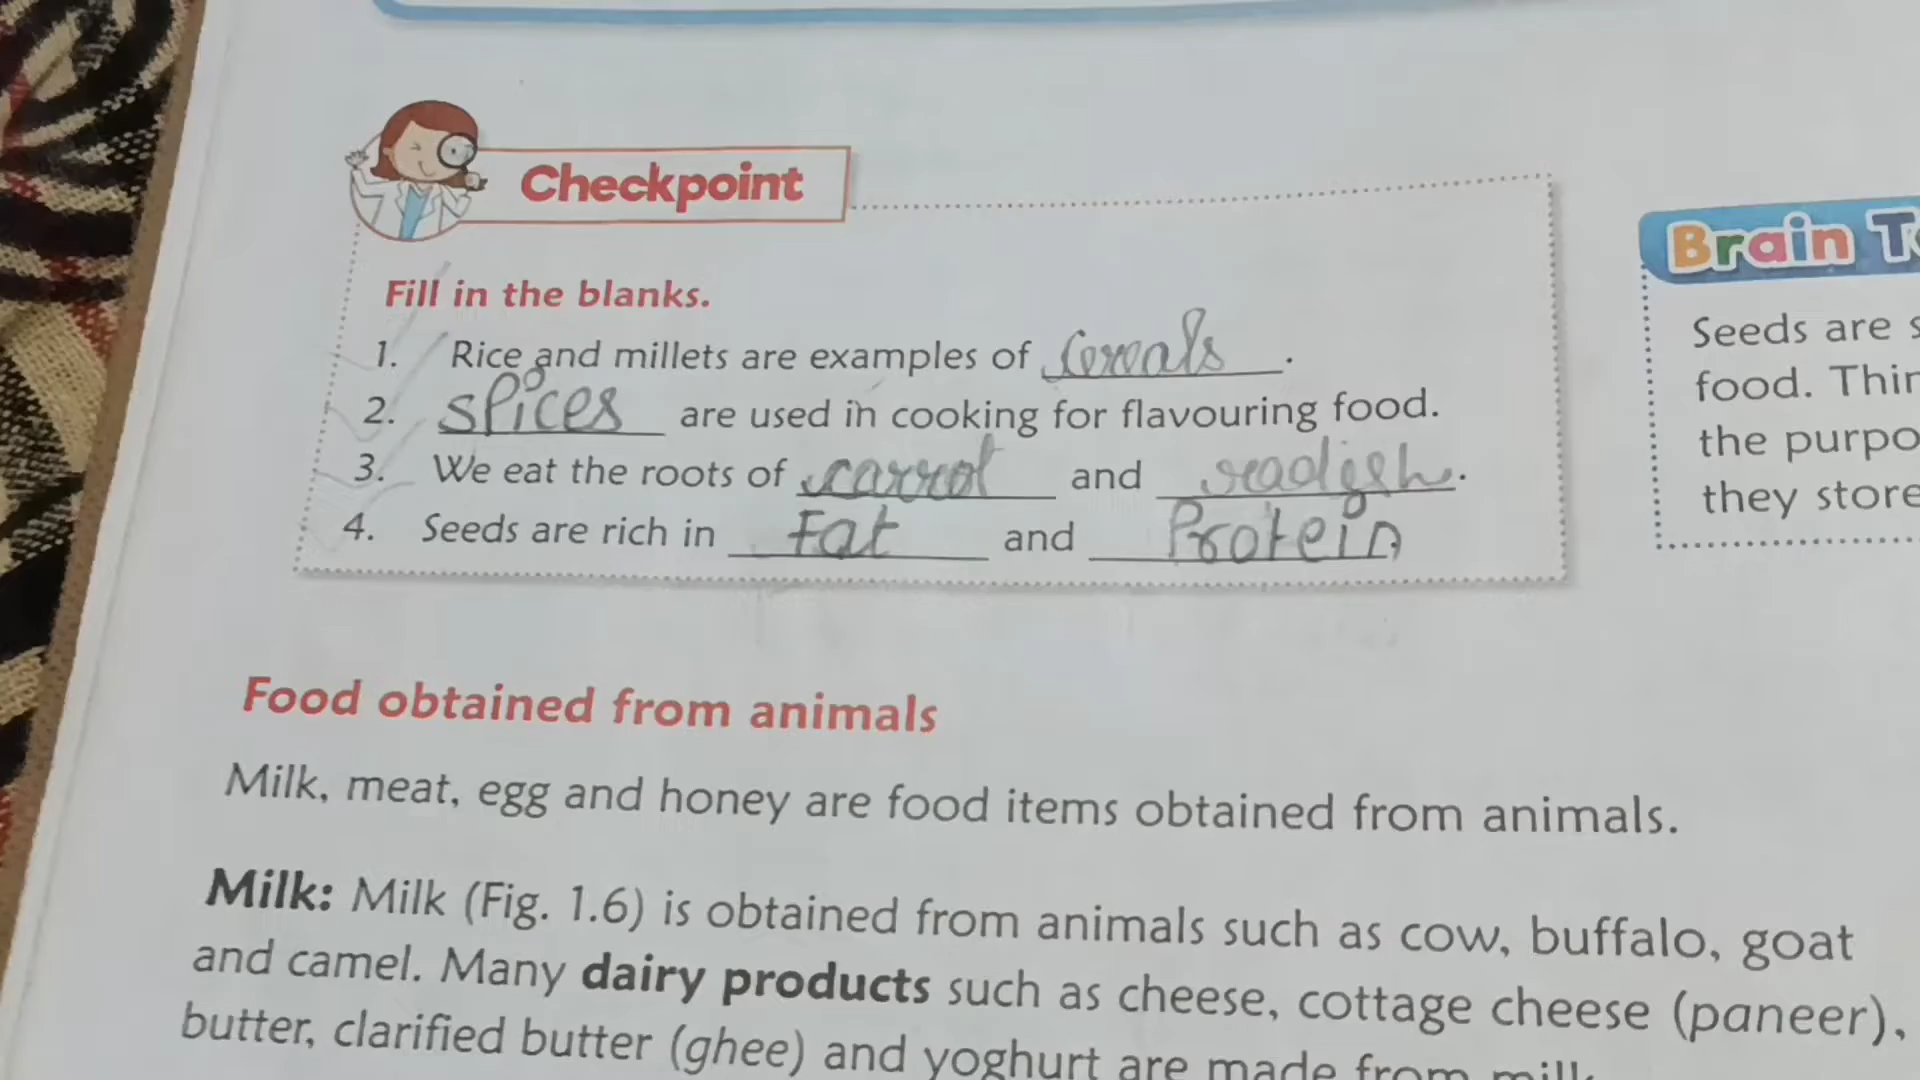 Checkpoint
Fill in the blanks.
1. Rice and millets are examples of Cereals.
2. spices are used in cooking for flavouring food.
3. We eat the roots of carrot and radish.
4. Seeds are rich in Fat and Protein
Brain T
Seeds are s
food. Thin
the purpo
they store
Food obtained from animals
Milk, meat, egg and honey are food items obtained from animals.
Milk: Milk (Fig. 1.6) is obtained from animals such as cow, buffalo, goat
and camel. Many dairy products such as cheese, cottage cheese (paneer),
butter, clarified butter (ghee) and yoghurt are made from milk